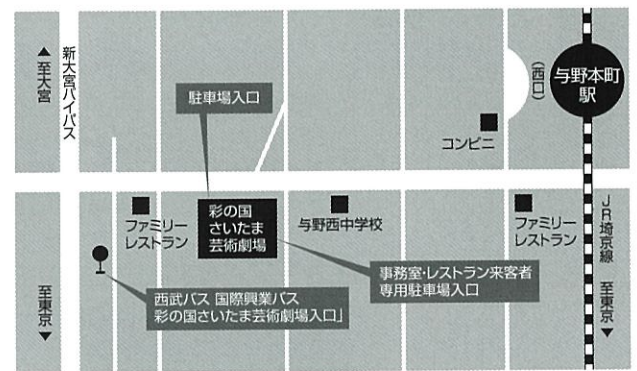 ▲至大宮
新大宮バイパス
駐車場入口
コンビニ
(西口)
与野本町
駅
ファミリー
レストラン
彩の国
さいたま
芸術劇場
与野西中学校
ファミリー
レストラン
JR埼京線
至東京▼
至東京▼
事務室・レストラン来客者
専用駐車場入口
西武バス 国際興業バス
彩の国さいたま芸術劇場入口」